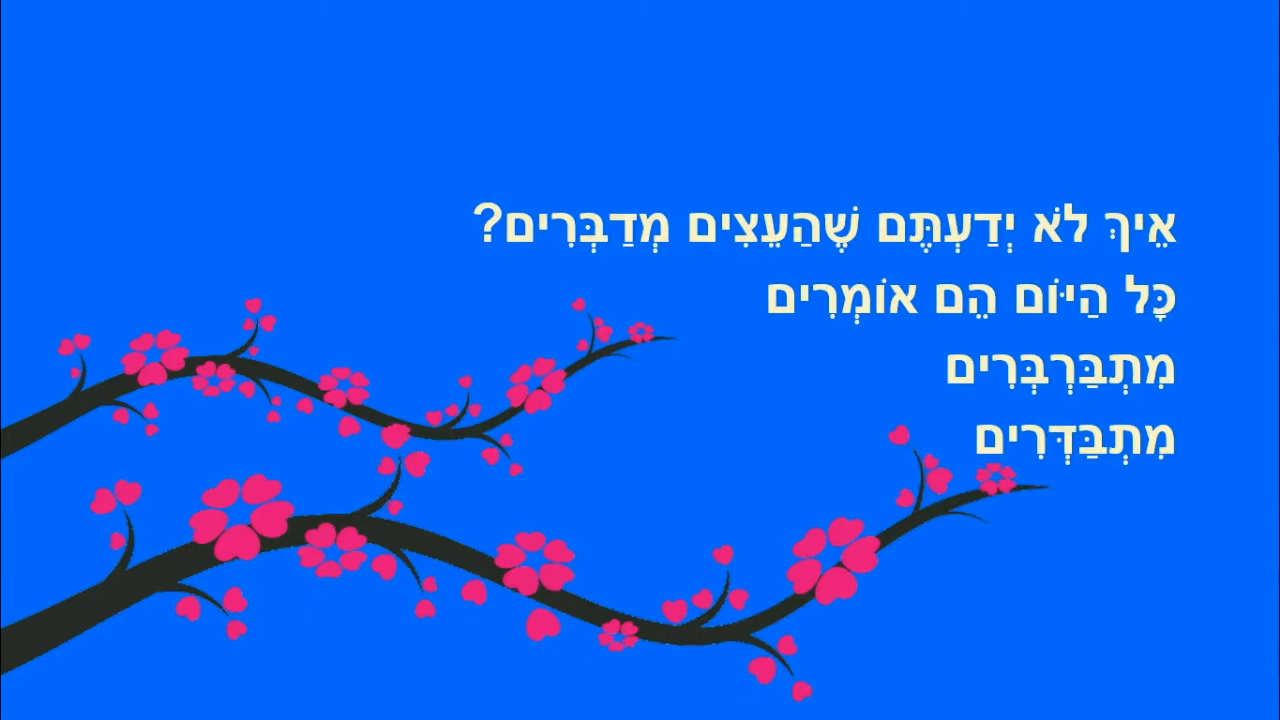 אֵיךְ לֹא יְדַעְתֶּם שֶׁהַעֵצִים מְדַבְּרִים?
כָּל הַיּוֹם הֵם אוֹמְרִים
מִתְבַּרְבְּרִים
מִתְבַּדְּרִים